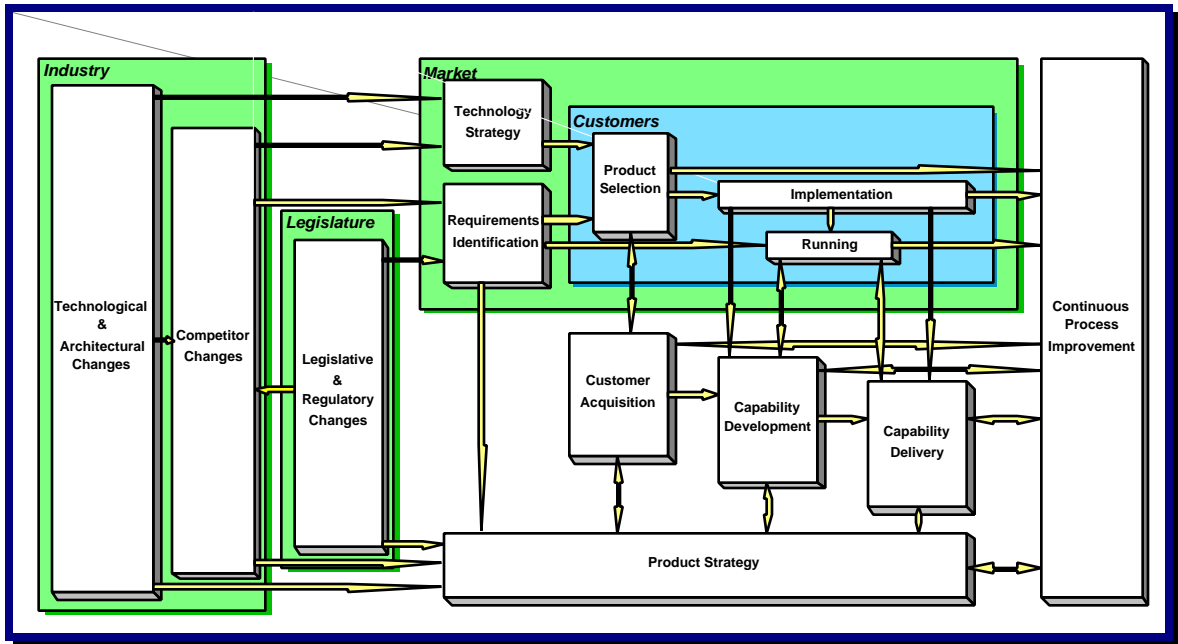 Industry
Technological
&
Architectural
Changes
Competitor
Changes
Legislature
Legislative
&
Regulatory
Changes
Market
Technology
Strategy
Requirements
Identification
Customers
Product
Selection
Implementation
Running
Customer
Acquisition
Capability
Development
Capability
Delivery
Product Strategy
Continuous
Process
Improvement